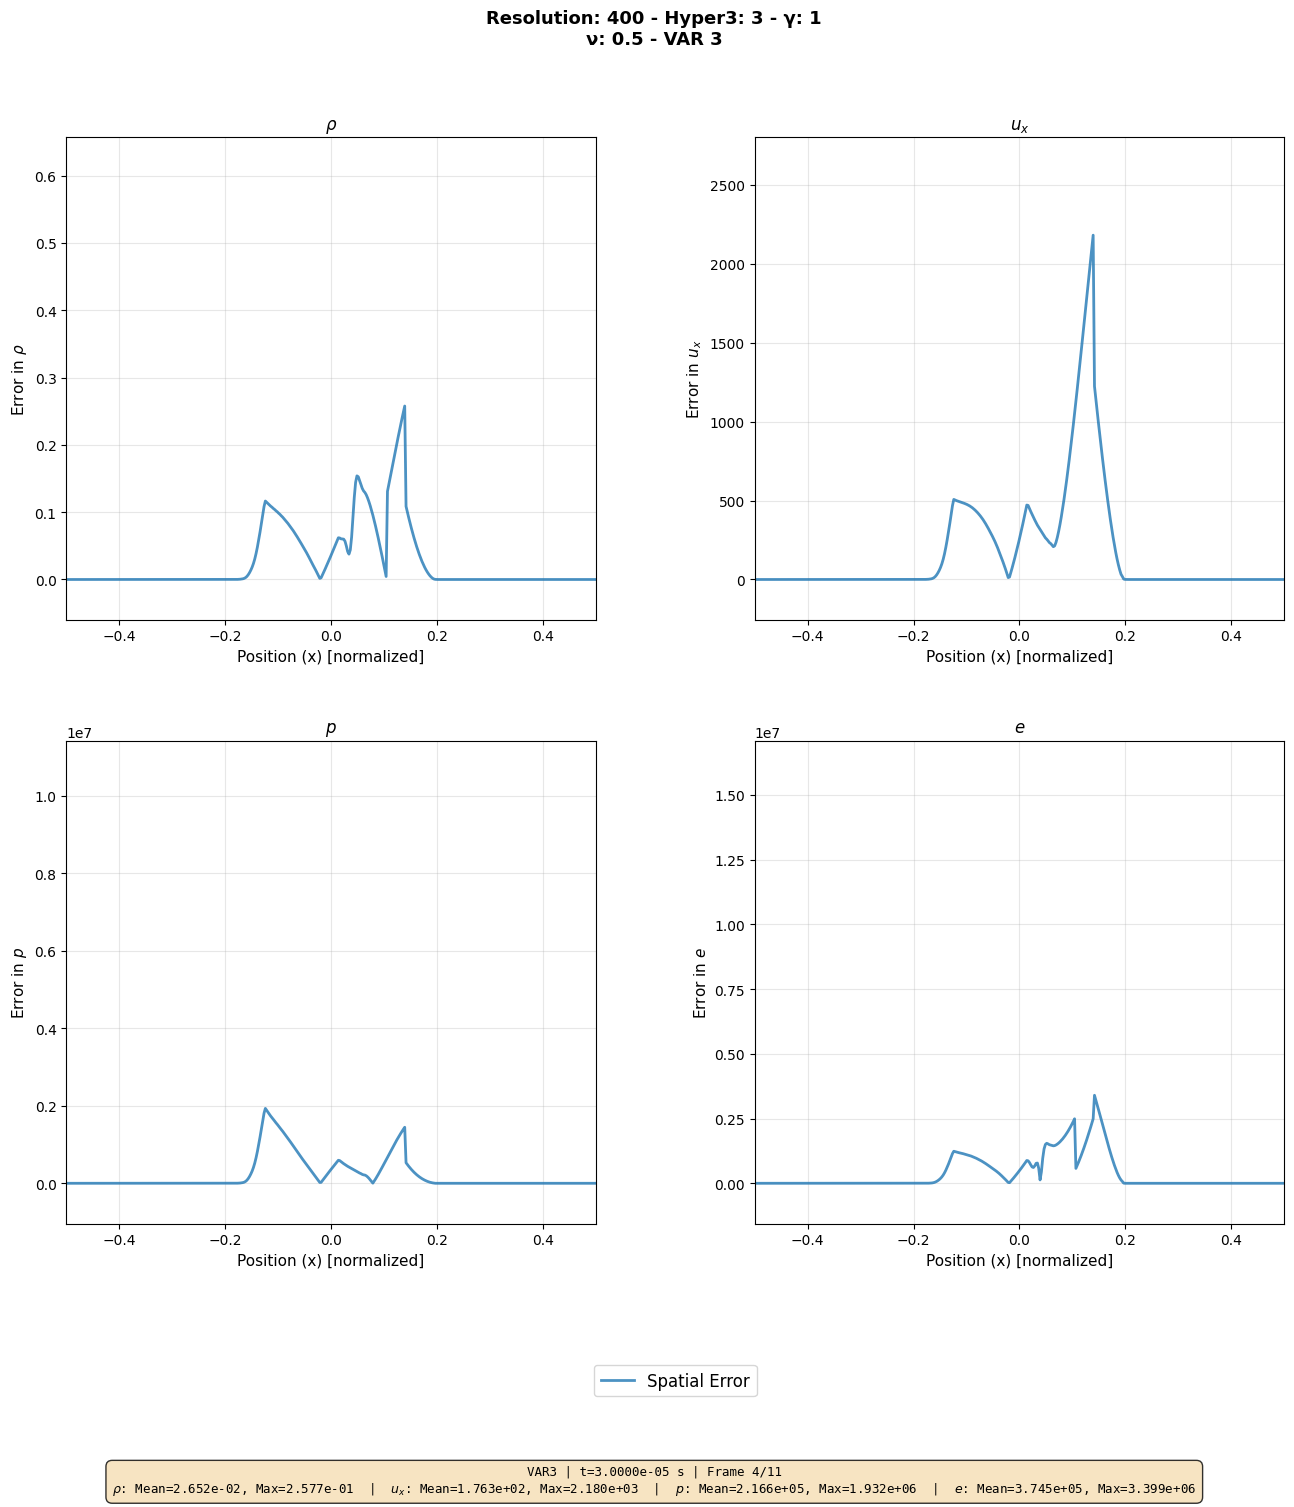 Resolution: 400 - Hyper3: 3 - γ: 1
ν: 0.5 - VAR 3
ρ
0.6
0.5
0.4
0.3
0.2
0.1
0.0
Error in ρ
−0.4 −0.2 0.0 0.2 0.4
Position (x) [normalized]
u_x
2500
2000
1500
1000
500
0
Error in u_x
−0.4 −0.2 0.0 0.2 0.4
Position (x) [normalized]
p
1e7
1.0
0.8
0.6
0.4
0.2
0.0
Error in p
−0.4 −0.2 0.0 0.2 0.4
Position (x) [normalized]
e
1e7
1.50
1.25
1.00
0.75
0.50
0.25
0.00
Error in e
−0.4 −0.2 0.0 0.2 0.4
Position (x) [normalized]
Spatial Error
VAR3 | t=3.0000e-05 s | Frame 4/11
ρ: Mean=2.652e-02, Max=2.577e-01 | u_x: Mean=1.763e+02, Max=2.180e+03 | p: Mean=2.166e+05, Max=1.932e+06 | e: Mean=3.745e+05, Max=3.399e+06